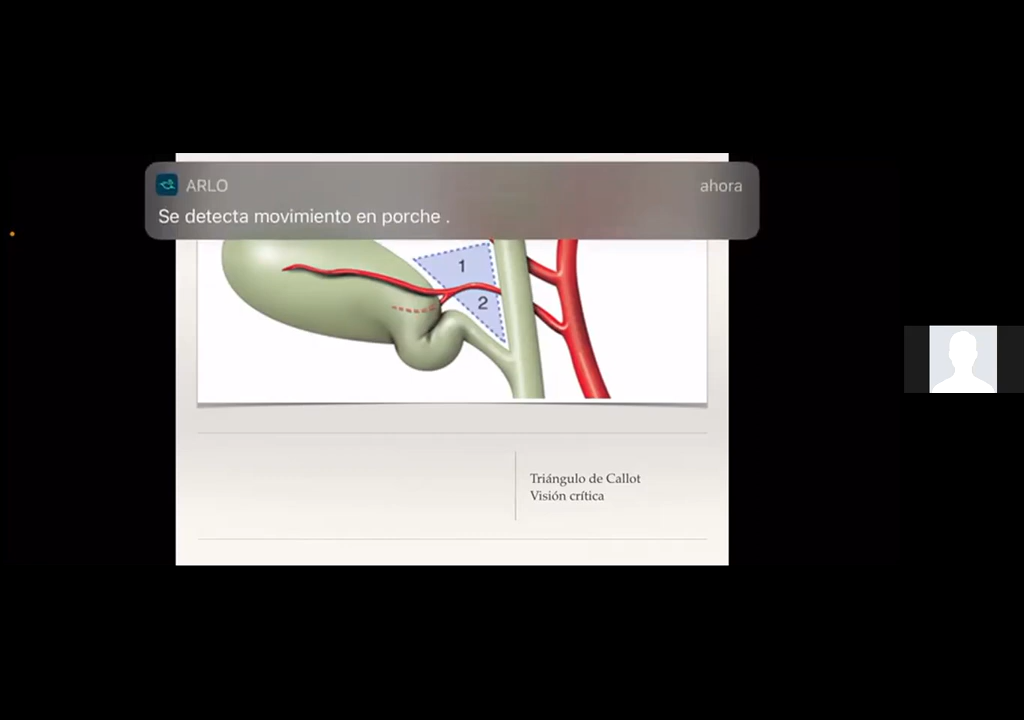 ARLO
ahora
Se detecta movimiento en porche .
1
2
Triángulo de Callot
Visión crítica